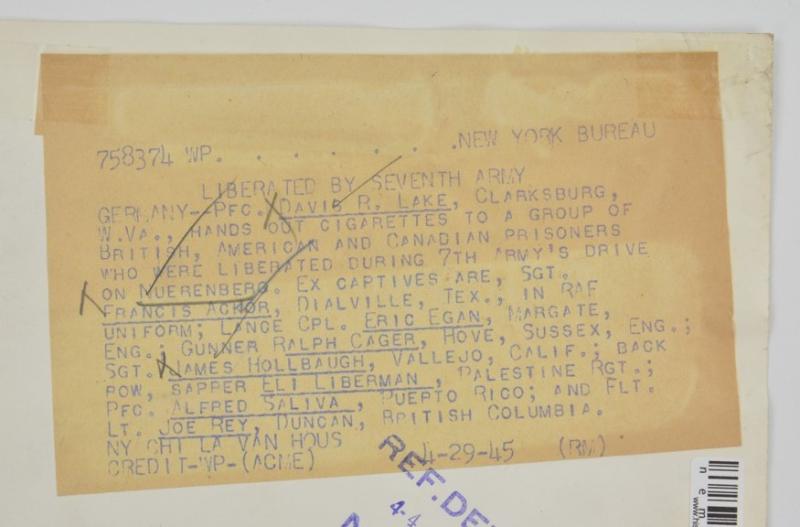 758374 WP. . . . . . . .NEW YORK BUREAU
LIBERATED BY SEVENTH ARMY
GERMANY--PFC. DAVIS R. LAKE, CLARKSBURG,
W.VA., HANDS OUT CIGARETTES TO A GROUP OF
BRITISH, AMERICAN AND CANADIAN PRISONERS
WHO WERE LIBERATED DURING 7TH ARMY'S DRIVE
ON NUERENBERG. EX CAPTIVES ARE, SGT.
FRANCIS ACKOR, DIALVILLE, TEX., IN RAF
UNIFORM; LANCE CPL. ERIC EGAN, MARGATE,
ENG.; GUNNER RALPH CAGER, HOVE, SUSSEX, ENG.;
SGT. JAMES HOLLBAUGH, VALLEJO, CALIF.; BACK
ROW, SAPPER ELI LIBERMAN, PALESTINE RGT.;
PFC. ALFRED SALIVA, PUERTO RICO; AND FLT.
LT. JOE REY, DUNCAN, BRITISH COLUMBIA.
NY CHI LA VAN HOUS
CREDIT-WP-(ACME) 4-29-45 (RM)
REF.DE